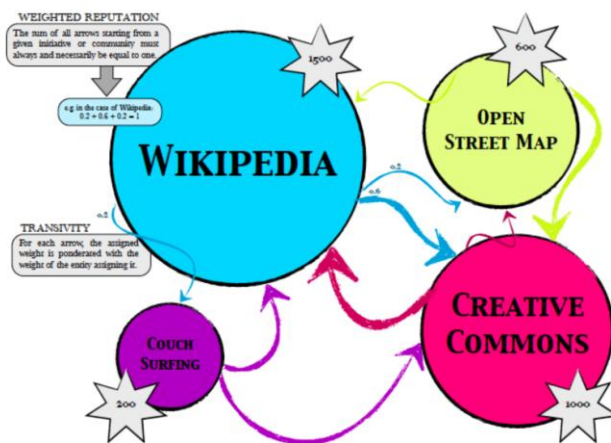 WEIGHTED REPUTATION
The sum of all arrows starting from a
given initiative or community must
always and necessarily be equal to one.
e.g. in the case of Wikipedia:
0.2 + 0.6 + 0.2 = 1
1500
600
WIKIPEDIA
OPEN
STREET MAP
0.2
0.6
0.2
TRANSIVITY
For each arrow, the assigned
weight is ponderated with the
weight of the entity assigning it.
COUCH
SURFING
CREATIVE
COMMONS
200
1000